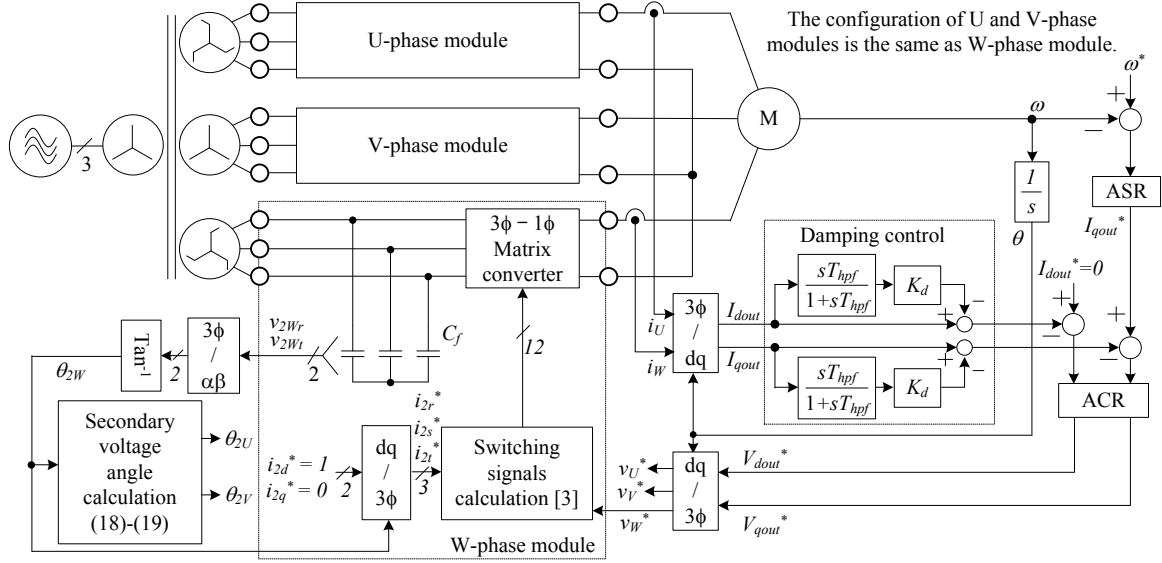 The configuration of U and V-phase
modules is the same as W-phase module.
U-phase module
V-phase module
3
M
ω
ω*
+
−
1
s
θ
ASR
I_qout*
3ϕ − 1ϕ
Matrix
converter
Damping control
I_dout*=0
sT_hpf
1+sT_hpf
K_d
−
+
+
−
i_U
i_W
3ϕ
/
dq
I_dout
I_qout
+
−
+
−
sT_hpf
1+sT_hpf
K_d
ACR
Tan⁻¹
2
3ϕ
/
αβ
v_2Wr
v_2Wt
2
C_f
12
θ_2W
Secondary
voltage
angle
calculation
(18)-(19)
θ_2U
θ_2V
i_2d* = 1
i_2q* = 0
2
dq
/
3ϕ
i_2r*
i_2s*
i_2t*
3
Switching
signals
calculation [3]
v_U*
v_V*
v_W*
dq
/
3ϕ
V_dout*
V_qout*
W-phase module